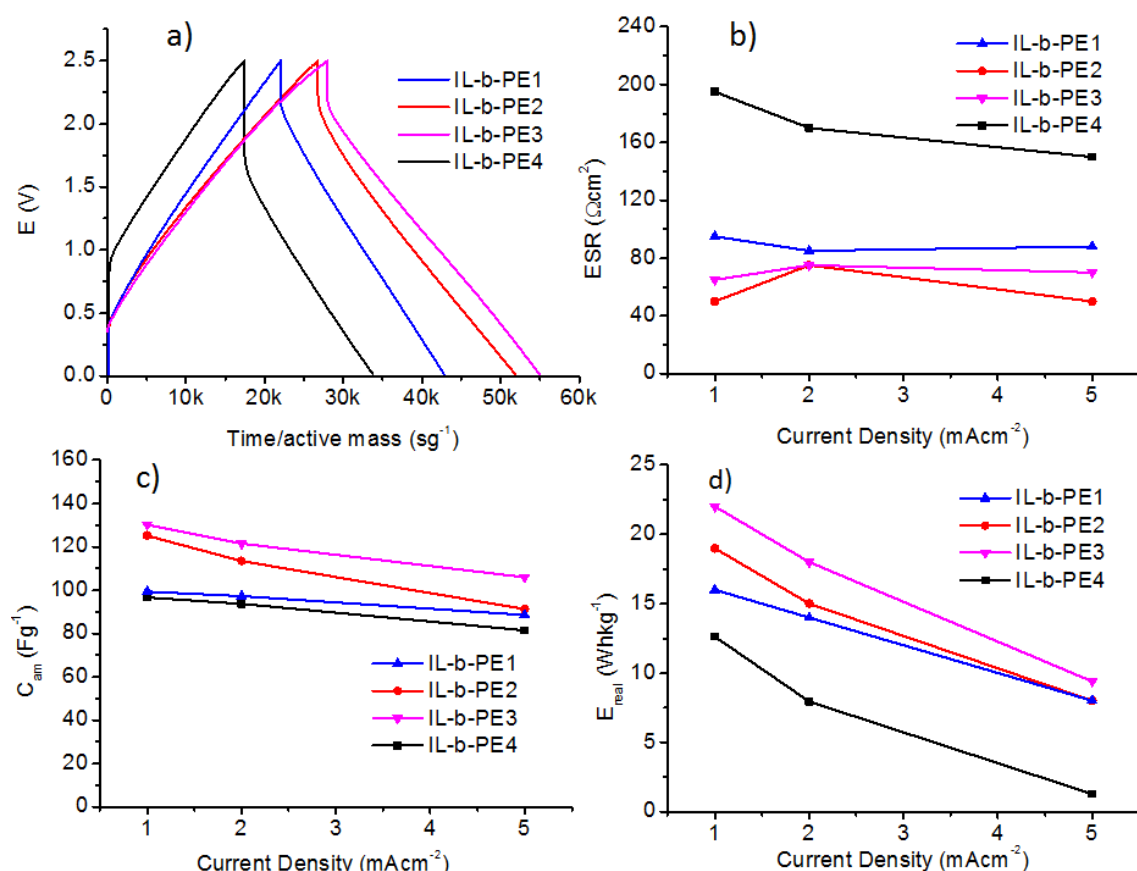 a)
2.5
2.0
1.5
1.0
0.5
0.0
E (V)
IL-b-PE1
IL-b-PE2
IL-b-PE3
IL-b-PE4
0 10k 20k 30k 40k 50k 60k
Time/active mass (sg⁻¹)
b)
240
200
160
120
80
40
0
ESR (Ωcm²)
IL-b-PE1
IL-b-PE2
IL-b-PE3
IL-b-PE4
1 2 3 4 5
Current Density (mAcm⁻²)
c)
160
140
120
100
80
60
40
20
0
C_am (Fg⁻¹)
IL-b-PE1
IL-b-PE2
IL-b-PE3
IL-b-PE4
1 2 3 4 5
Current Density (mAcm⁻²)
d)
25
20
15
10
5
0
E_real (Whkg⁻¹)
IL-b-PE1
IL-b-PE2
IL-b-PE3
IL-b-PE4
1 2 3 4 5
Current Density (mAcm⁻²)